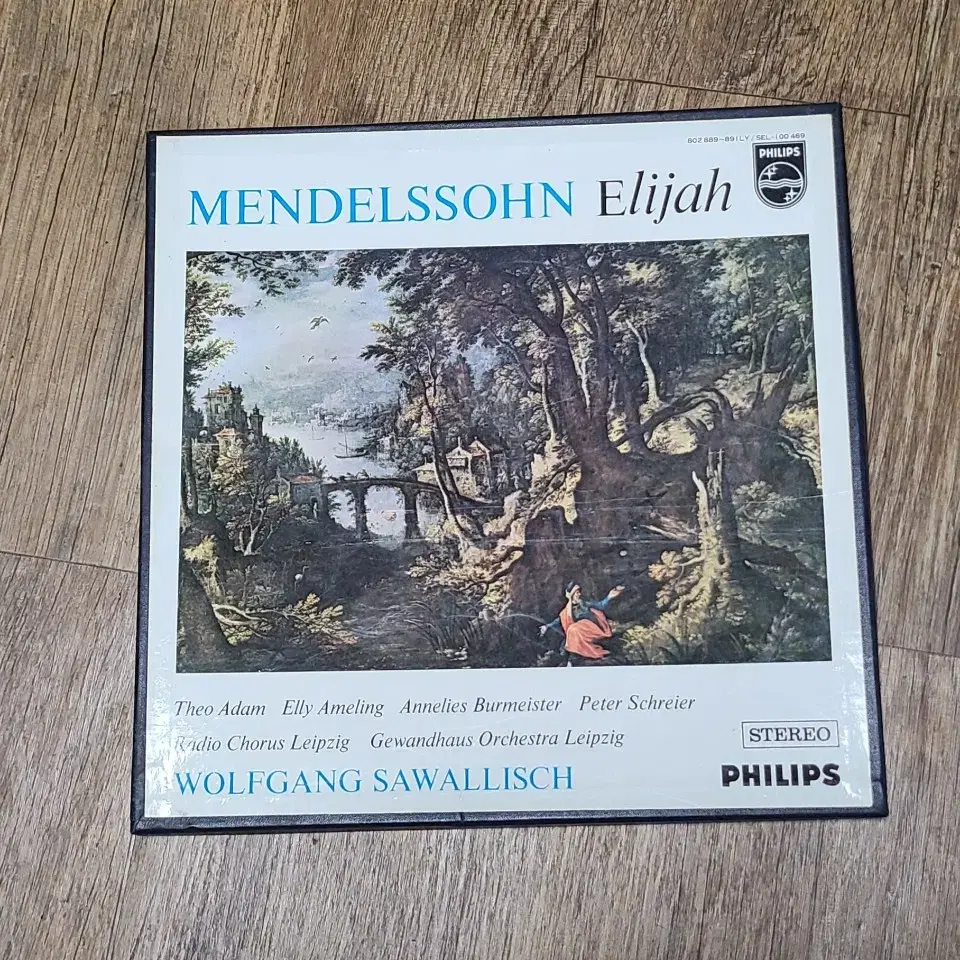 802 889-891 LY / SEL-100 469
PHILIPS
MENDELSSOHN Elijah
Theo Adam Elly Ameling Annelies Burmeister Peter Schreier
Radio Chorus Leipzig Gewandhaus Orchestra Leipzig
STEREO
WOLFGANG SAWALLISCH
PHILIPS